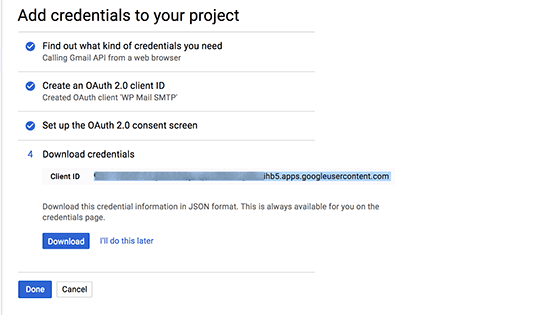 Add credentials to your project
Find out what kind of credentials you need
Calling Gmail API from a web browser
Create an OAuth 2.0 client ID
Created OAuth client 'WP Mail SMTP'
Set up the OAuth 2.0 consent screen
4 Download credentials
Client ID ihb5.apps.googleusercontent.com
Download this credential information in JSON format. This is always available for you on the
credentials page.
Download I'll do this later
Done Cancel